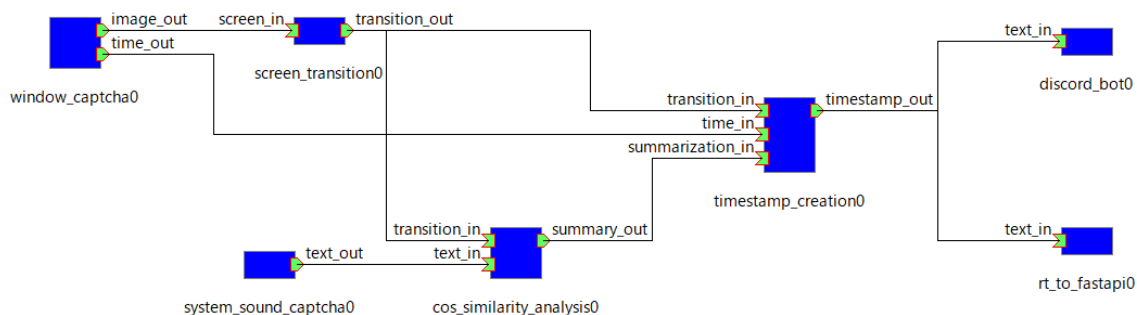 image_out
time_out
window_captcha0
screen_in
transition_out
screen_transition0
transition_in
time_in
summarization_in
timestamp_out
timestamp_creation0
text_in
discord_bot0
text_out
system_sound_captcha0
transition_in
text_in
summary_out
cos_similarity_analysis0
text_in
rt_to_fastapi0